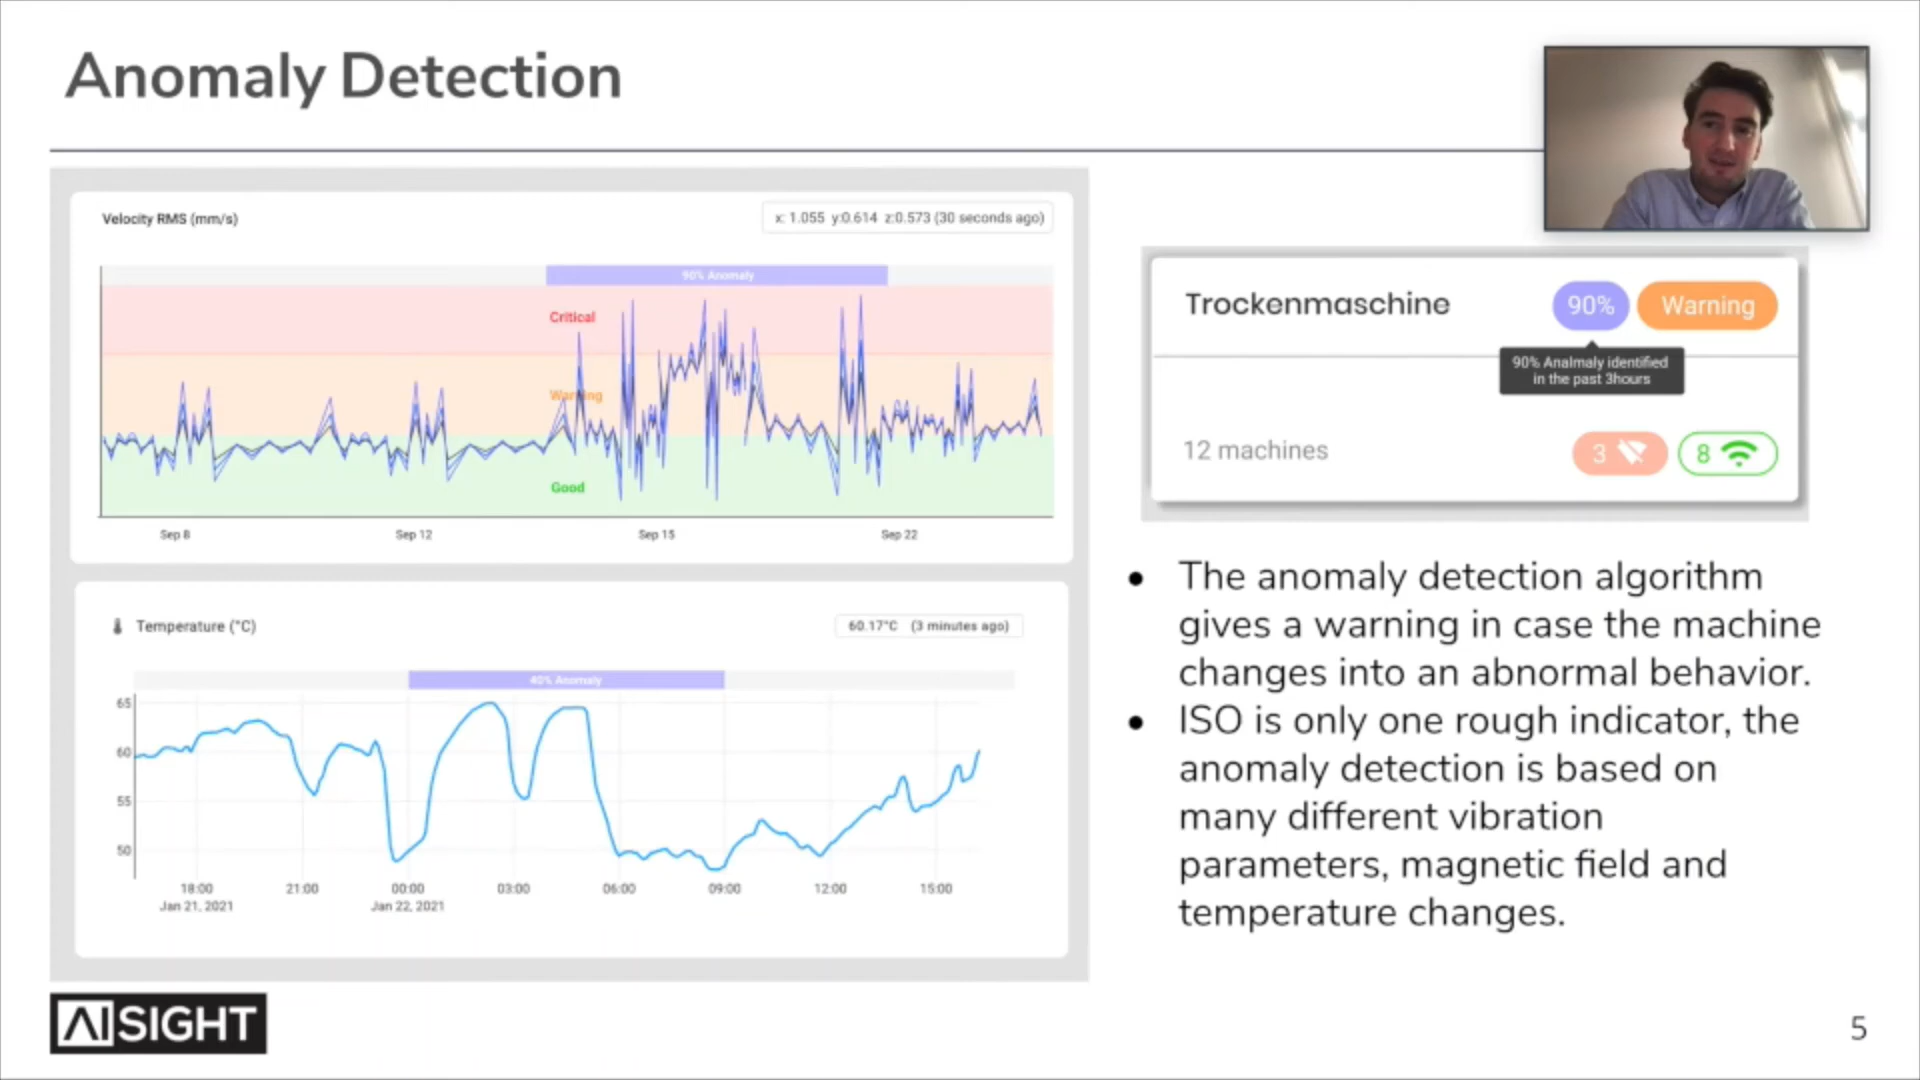 Anomaly Detection
Velocity RMS (mm/s)
x: 1.055 y:0.614 z:0.573 (30 seconds ago)
90% Anomaly
Critical
Warning
Good
Sep 8
Sep 12
Sep 15
Sep 22
Temperature (°C)
60.17°C (3 minutes ago)
40% Anomaly
65
60
55
50
18:00
21:00
00:00
03:00
06:00
09:00
12:00
15:00
Jan 21, 2021
Jan 22, 2021
Trockenmaschine
90%
Warning
90% Analmaly identified
in the past 3hours
12 machines
3
8
• The anomaly detection algorithm
gives a warning in case the machine
changes into an abnormal behavior.
• ISO is only one rough indicator, the
anomaly detection is based on
many different vibration
parameters, magnetic field and
temperature changes.
AISIGHT
5